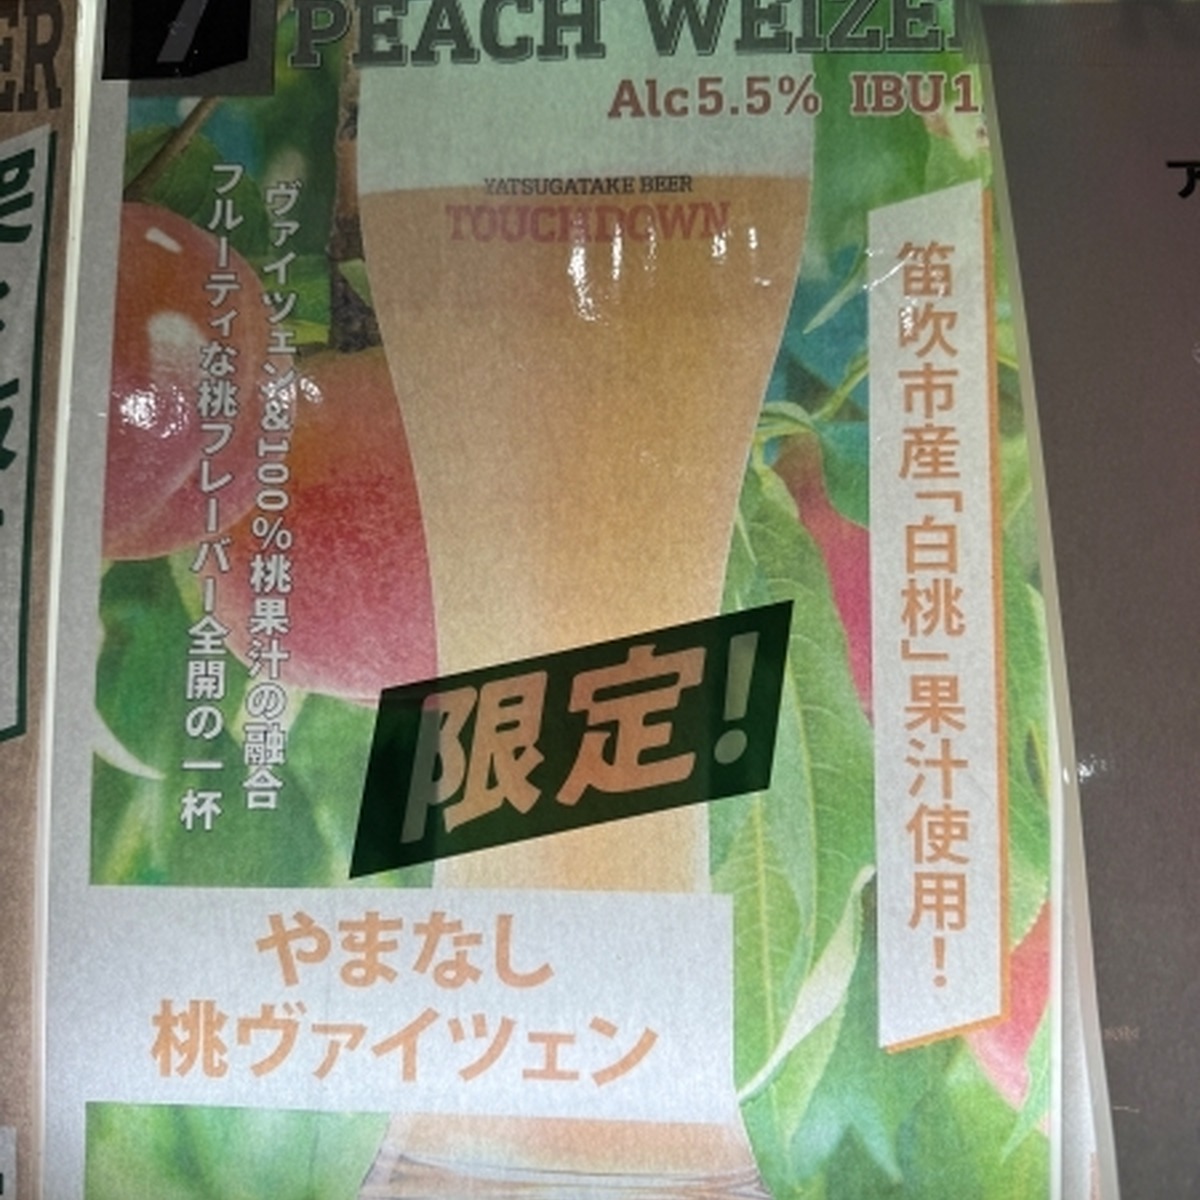 PEACH WEIZE
Alc5.5% IBU1
YATSUGATAKE BEER
TOUCHDOWN
笛吹市産「白桃」果汁使用！
ヴァイツェン&100%桃果汁の融合
フルーティな桃フレーバー全開の一杯
限定!
やまなし
桃ヴァイツェン
ER